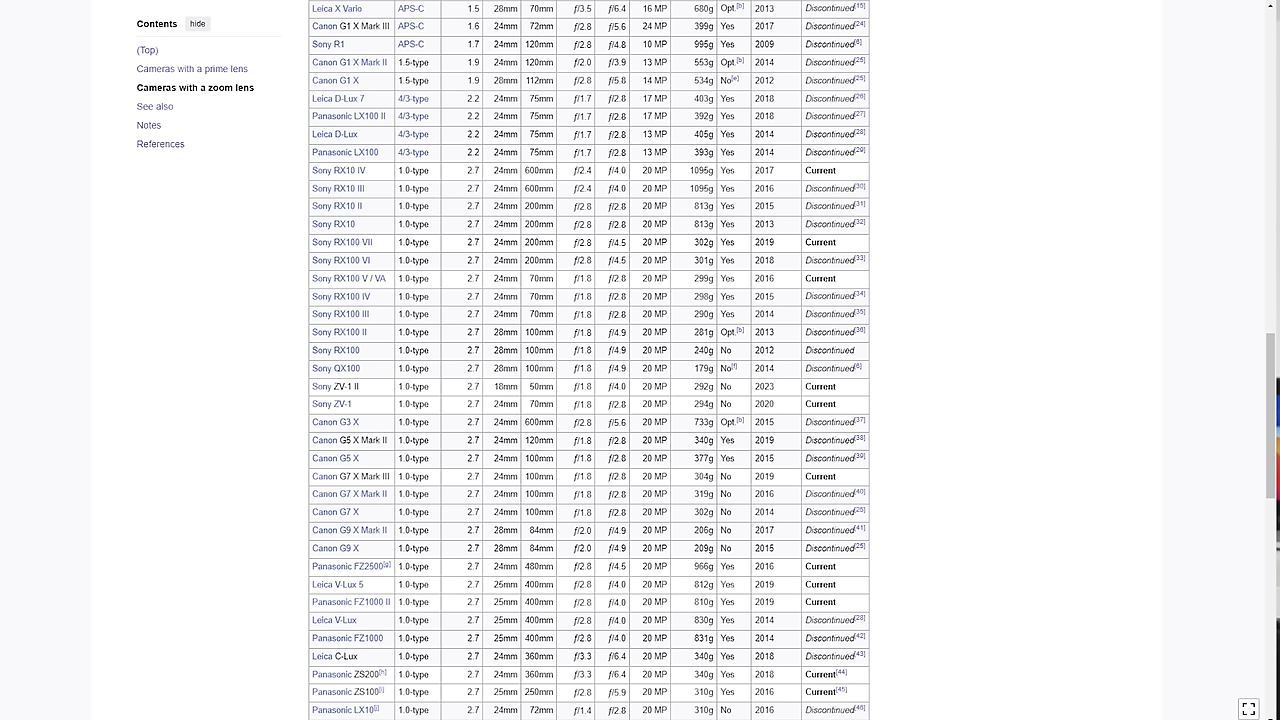 Contents hide
(Top)
Cameras with a prime lens
Cameras with a zoom lens
See also
Notes
References
Leica X Vario APS-C 1.5 28mm 70mm f/3.5 f/6.4 16 MP 680g Opt.[b] 2013 Discontinued[15]
Canon G1 X Mark III APS-C 1.6 24mm 72mm f/2.8 f/5.6 24 MP 399g Yes 2017 Discontinued[24]
Sony R1 APS-C 1.7 24mm 120mm f/2.8 f/4.8 10 MP 995g Yes 2009 Discontinued[6]
Canon G1 X Mark II 1.5-type 1.9 24mm 120mm f/2.0 f/3.9 13 MP 553g Opt.[b] 2014 Discontinued[25]
Canon G1 X 1.5-type 1.9 28mm 112mm f/2.8 f/5.8 14 MP 534g No[e] 2012 Discontinued[25]
Leica D-Lux 7 4/3-type 2.2 24mm 75mm f/1.7 f/2.8 17 MP 403g Yes 2018 Discontinued[26]
Panasonic LX100 II 4/3-type 2.2 24mm 75mm f/1.7 f/2.8 17 MP 392g Yes 2018 Discontinued[27]
Leica D-Lux 4/3-type 2.2 24mm 75mm f/1.7 f/2.8 13 MP 405g Yes 2014 Discontinued[28]
Panasonic LX100 4/3-type 2.2 24mm 75mm f/1.7 f/2.8 13 MP 393g Yes 2014 Discontinued[29]
Sony RX10 IV 1.0-type 2.7 24mm 600mm f/2.4 f/4.0 20 MP 1095g Yes 2017 Current
Sony RX10 III 1.0-type 2.7 24mm 600mm f/2.4 f/4.0 20 MP 1095g Yes 2016 Discontinued[30]
Sony RX10 II 1.0-type 2.7 24mm 200mm f/2.8 f/2.8 20 MP 813g Yes 2015 Discontinued[31]
Sony RX10 1.0-type 2.7 24mm 200mm f/2.8 f/2.8 20 MP 813g Yes 2013 Discontinued[32]
Sony RX100 VII 1.0-type 2.7 24mm 200mm f/2.8 f/4.5 20 MP 302g Yes 2019 Current
Sony RX100 VI 1.0-type 2.7 24mm 200mm f/2.8 f/4.5 20 MP 301g Yes 2018 Discontinued[33]
Sony RX100 V / VA 1.0-type 2.7 24mm 70mm f/1.8 f/2.8 20 MP 299g Yes 2016 Current
Sony RX100 IV 1.0-type 2.7 24mm 70mm f/1.8 f/2.8 20 MP 298g Yes 2015 Discontinued[34]
Sony RX100 III 1.0-type 2.7 24mm 70mm f/1.8 f/2.8 20 MP 290g Yes 2014 Discontinued[35]
Sony RX100 II 1.0-type 2.7 28mm 100mm f/1.8 f/4.9 20 MP 281g Opt.[b] 2013 Discontinued[36]
Sony RX100 1.0-type 2.7 28mm 100mm f/1.8 f/4.9 20 MP 240g No 2012 Discontinued
Sony QX100 1.0-type 2.7 28mm 100mm f/1.8 f/4.9 20 MP 179g No[f] 2014 Discontinued[6]
Sony ZV-1 II 1.0-type 2.7 18mm 50mm f/1.8 f/4.0 20 MP 292g No 2023 Current
Sony ZV-1 1.0-type 2.7 24mm 70mm f/1.8 f/2.8 20 MP 294g No 2020 Current
Canon G3 X 1.0-type 2.7 24mm 600mm f/2.8 f/5.6 20 MP 733g Opt.[b] 2015 Discontinued[37]
Canon G5 X Mark II 1.0-type 2.7 24mm 120mm f/1.8 f/2.8 20 MP 340g Yes 2019 Discontinued[38]
Canon G5 X 1.0-type 2.7 24mm 100mm f/1.8 f/2.8 20 MP 377g Yes 2015 Discontinued[39]
Canon G7 X Mark III 1.0-type 2.7 24mm 100mm f/1.8 f/2.8 20 MP 304g No 2019 Current
Canon G7 X Mark II 1.0-type 2.7 24mm 100mm f/1.8 f/2.8 20 MP 319g No 2016 Discontinued[40]
Canon G7 X 1.0-type 2.7 24mm 100mm f/1.8 f/2.8 20 MP 302g No 2014 Discontinued[25]
Canon G9 X Mark II 1.0-type 2.7 28mm 84mm f/2.0 f/4.9 20 MP 206g No 2017 Discontinued[41]
Canon G9 X 1.0-type 2.7 28mm 84mm f/2.0 f/4.9 20 MP 209g No 2015 Discontinued[25]
Panasonic FZ2500[g] 1.0-type 2.7 24mm 480mm f/2.8 f/4.5 20 MP 966g Yes 2016 Current
Leica V-Lux 5 1.0-type 2.7 25mm 400mm f/2.8 f/4.0 20 MP 812g Yes 2019 Current
Panasonic FZ1000 II 1.0-type 2.7 25mm 400mm f/2.8 f/4.0 20 MP 810g Yes 2019 Current
Leica V-Lux 1.0-type 2.7 25mm 400mm f/2.8 f/4.0 20 MP 830g Yes 2014 Discontinued[28]
Panasonic FZ1000 1.0-type 2.7 25mm 400mm f/2.8 f/4.0 20 MP 831g Yes 2014 Discontinued[42]
Leica C-Lux 1.0-type 2.7 24mm 360mm f/3.3 f/6.4 20 MP 340g Yes 2018 Discontinued[43]
Panasonic ZS200[h] 1.0-type 2.7 24mm 360mm f/3.3 f/6.4 20 MP 340g Yes 2018 Current[44]
Panasonic ZS100[i] 1.0-type 2.7 25mm 250mm f/2.8 f/5.9 20 MP 310g Yes 2016 Current[45]
Panasonic LX10[j] 1.0-type 2.7 24mm 72mm f/1.4 f/2.8 20 MP 310g No 2016 Discontinued[46]